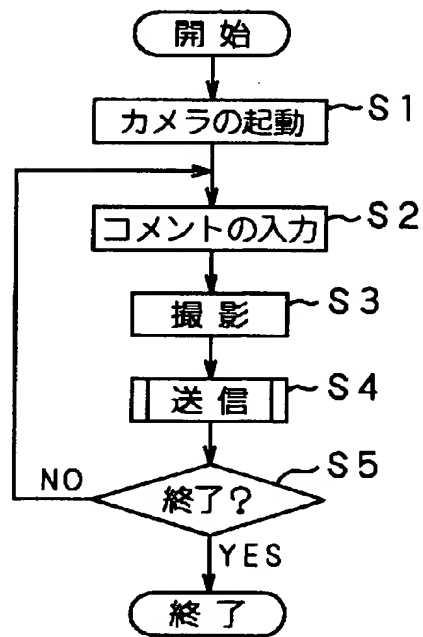 開始
カメラの起動 S1
コメントの入力 S2
撮影 S3
送信 S4
終了? S5
NO
YES
終了